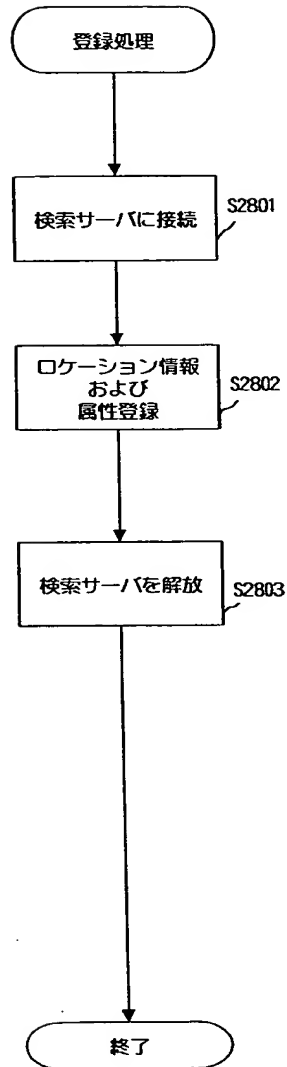 登録処理
検索サーバに接続
S2801
ロケーション情報
および
属性登録
S2802
検索サーバを解放
S2803
終了